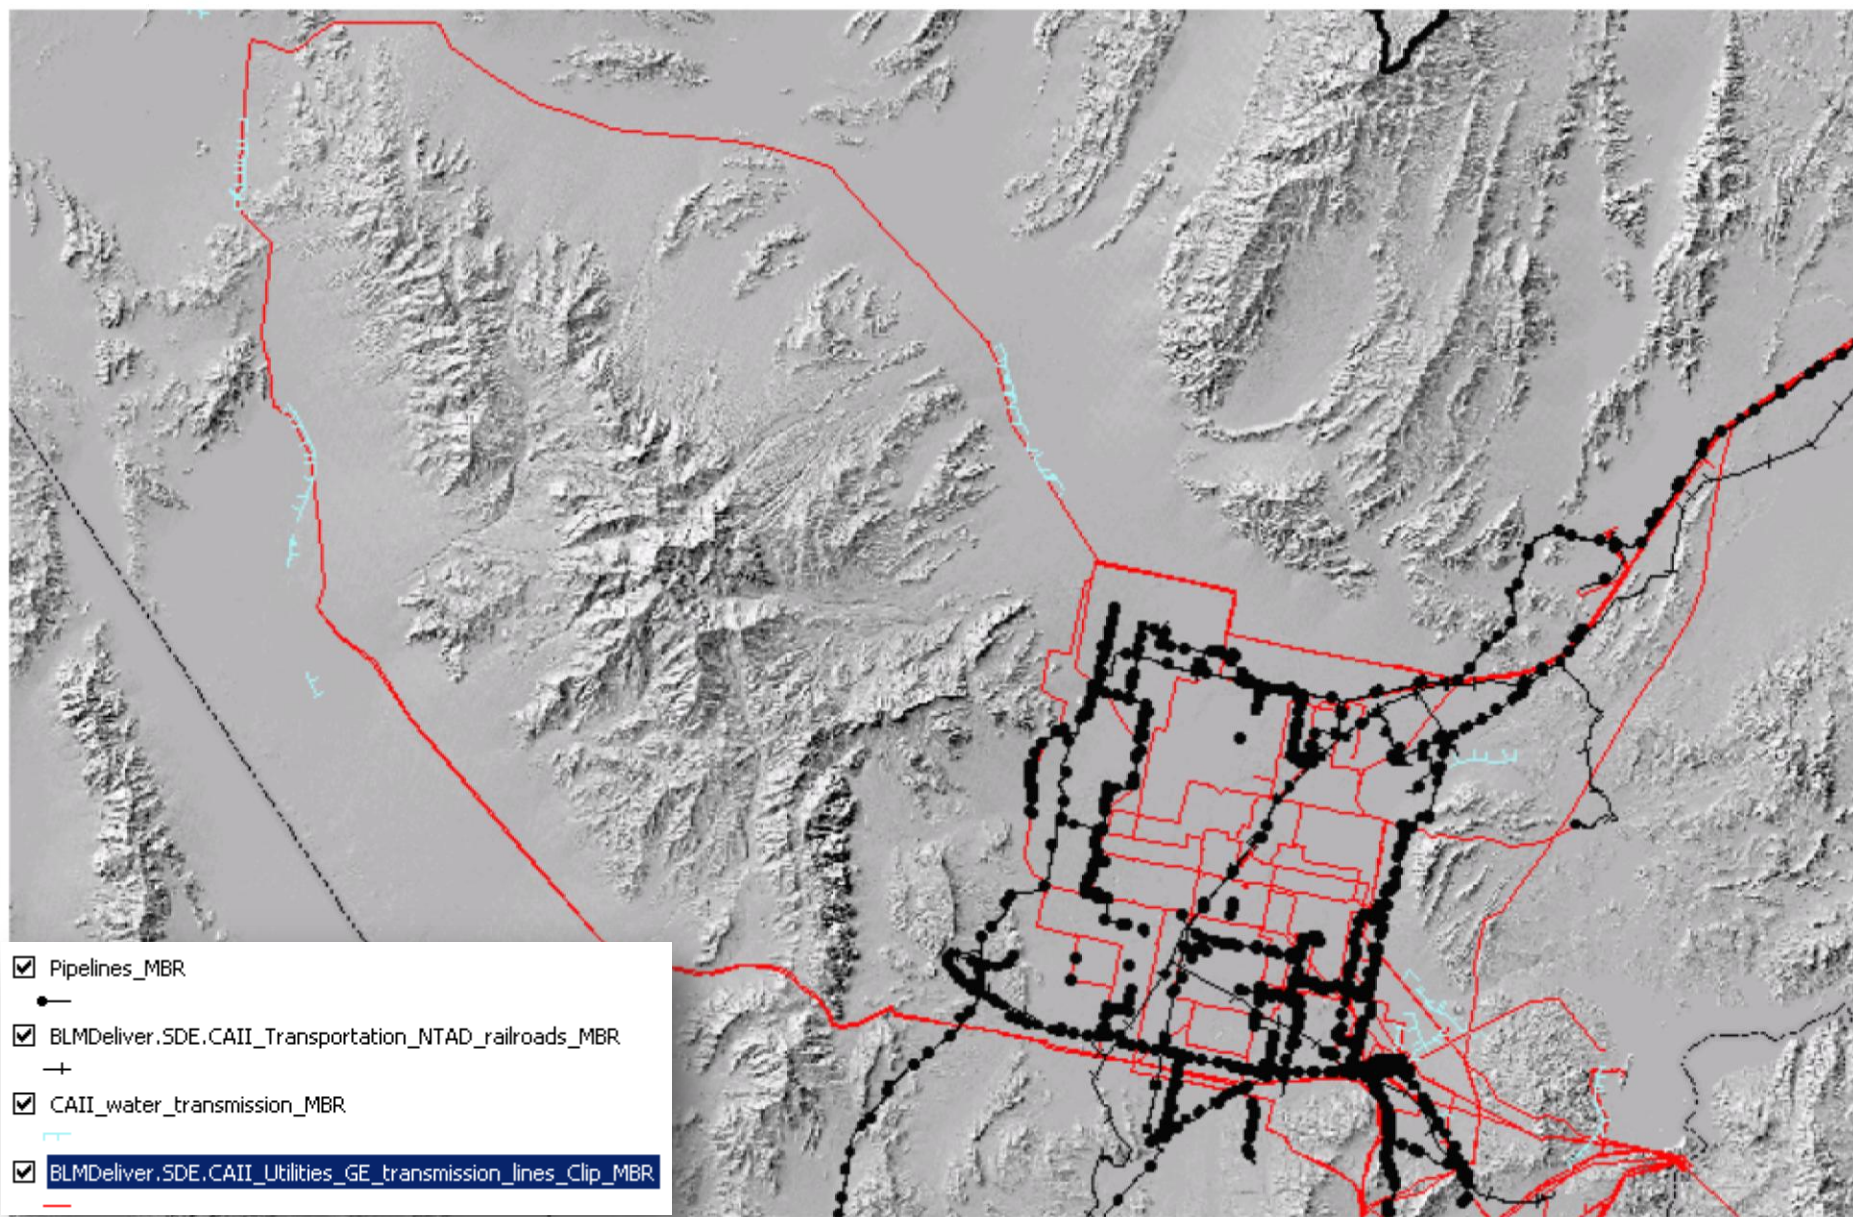 Pipelines_MBR
BLMDeliver.SDE.CAII_Transportation_NTAD_railroads_MBR
CAII_water_transmission_MBR
BLMDeliver.SDE.CAII_Utilities_GE_transmission_lines_Clip_MBR